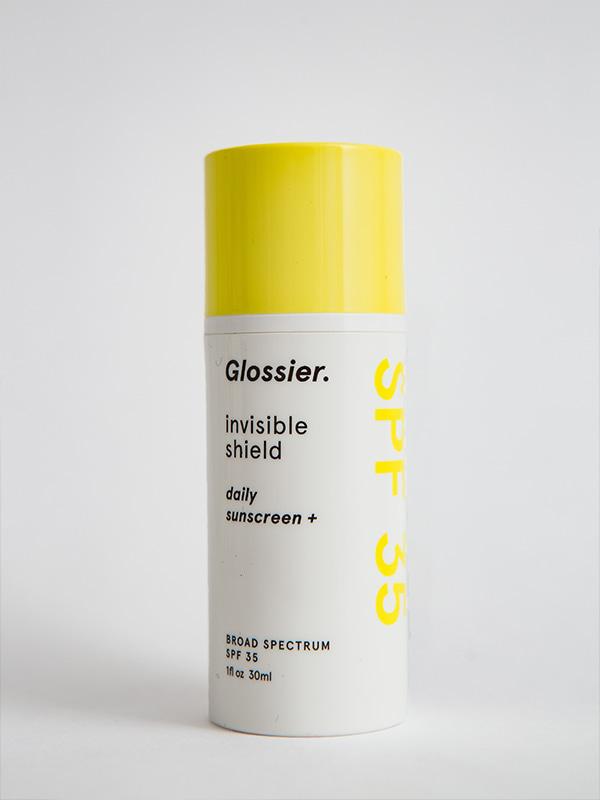 Glossier.
invisible
shield
daily
sunscreen +
BROAD SPECTRUM
SPF 35
1fl oz 30ml
SPF 35